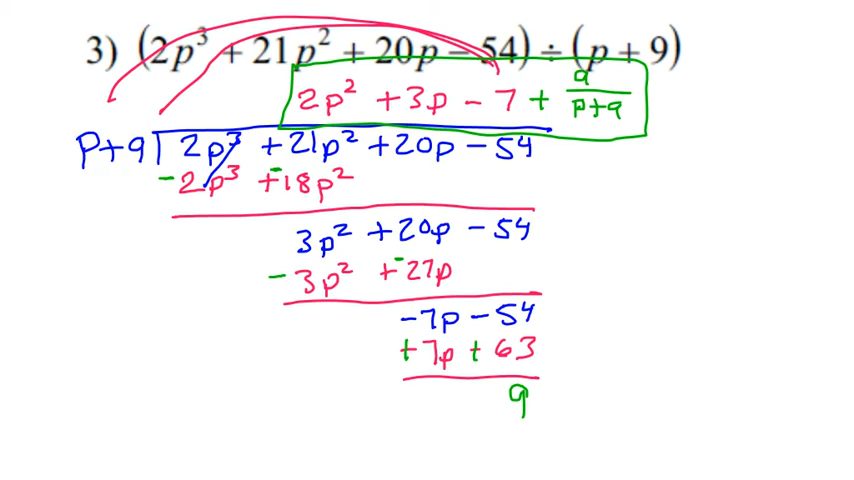 3) (2p³ + 21p² + 20p − 54) ÷ (p + 9)
2p² + 3p − 7 + 9/(p+9)
p+9 2p³ + 21p² + 20p − 54
− 2p³ + − 18p²
3p² + 20p − 54
− 3p² + − 27p
− 7p − 54
+ 7p + 63
9